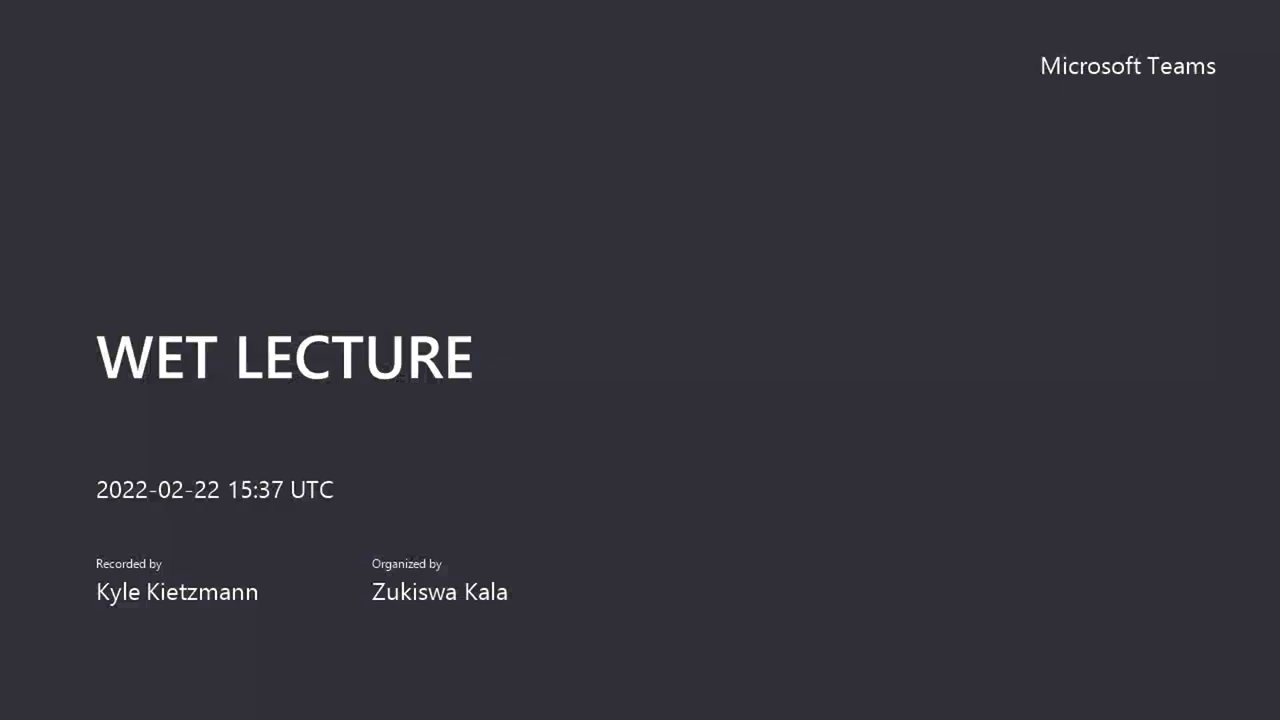 Microsoft Teams
WET LECTURE
2022-02-22 15:37 UTC
Recorded by
Kyle Kietzmann
Organized by
Zukiswa Kala